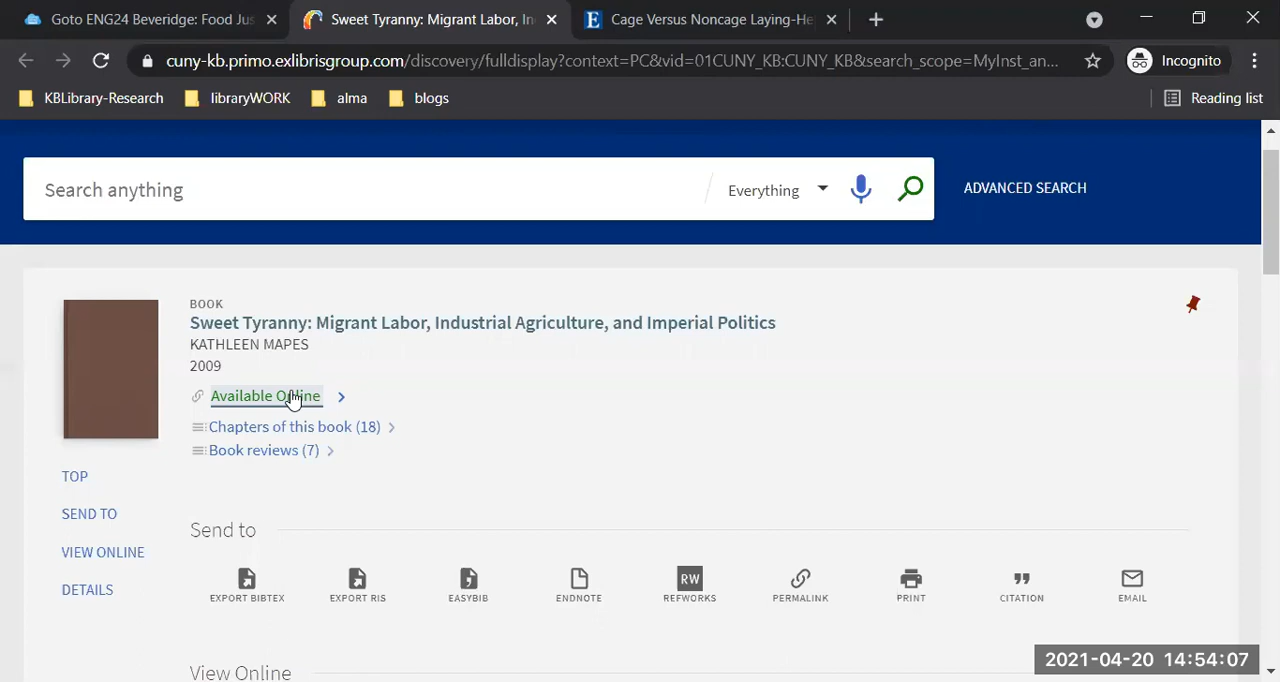 Goto ENG24 Beveridge: Food Jus
Sweet Tyranny: Migrant Labor, In
Cage Versus Noncage Laying-He
cuny-kb.primo.exlibrisgroup.com/discovery/fulldisplay?context=PC&vid=01CUNY_KB:CUNY_KB&search_scope=MyInst_an...
Incognito
KBLibrary-Research
libraryWORK
alma
blogs
Reading list
Search anything
Everything
ADVANCED SEARCH
BOOK
Sweet Tyranny: Migrant Labor, Industrial Agriculture, and Imperial Politics
KATHLEEN MAPES
2009
Available Online
Chapters of this book (18)
Book reviews (7)
TOP
SEND TO
VIEW ONLINE
DETAILS
Send to
EXPORT BIBTEX
EXPORT RIS
EASYBIB
ENDNOTE
RW
REFWORKS
PERMALINK
PRINT
CITATION
EMAIL
View Online
2021-04-20 14:54:07